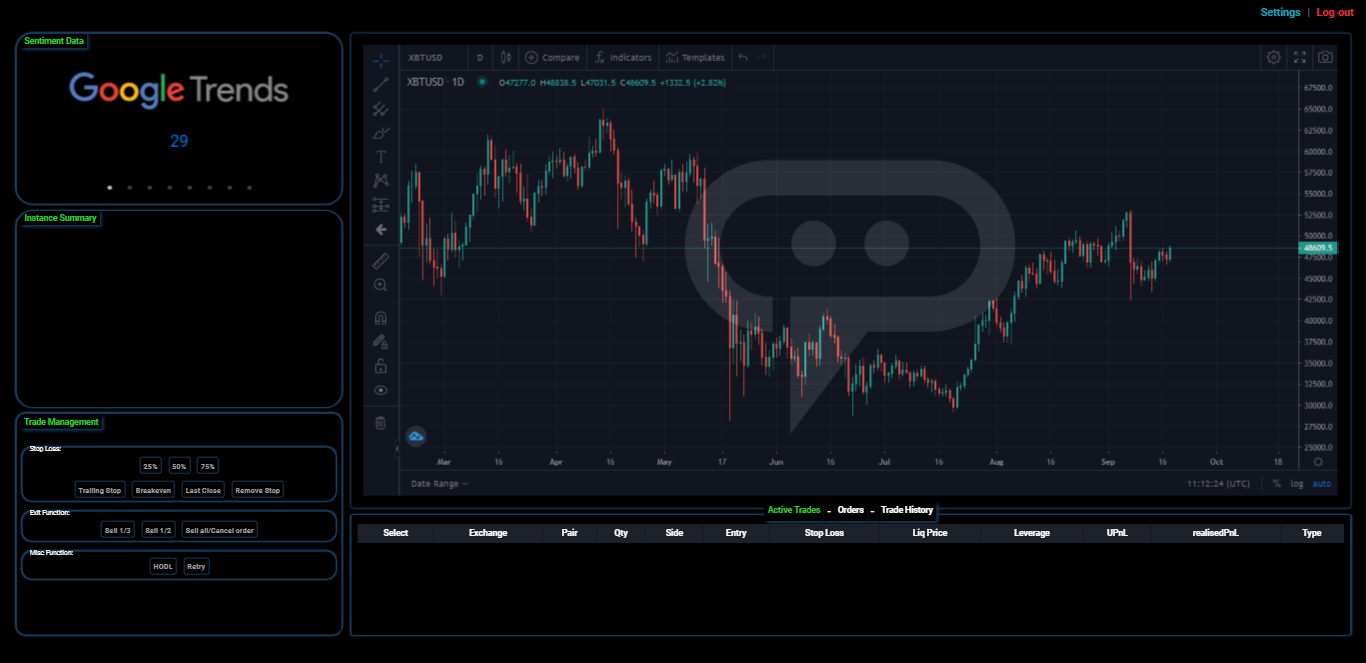 Settings | Log out
Sentiment Data
Google Trends
29
Instance Summary
Trade Management
Stop Loss:
25% 50% 75%
Trailing Stop Breakeven Last Close Remove Stop
Exit Function:
Sell 1/3 Sell 1/2 Sell all/Cancel order
Misc Function:
HODL Retry
XBTUSD D Compare Indicators Templates
XBTUSD · 1D O47277.0 H48838.5 L47031.5 C48609.5 +1332.5 (+2.82%)
67500.0
65000.0
62500.0
60000.0
57500.0
55000.0
52500.0
50000.0
48609.5
47500.0
45000.0
42500.0
40000.0
37500.0
35000.0
32500.0
30000.0
27500.0
25000.0
Mar 16 Apr 16 May 17 Jun 16 Jul 16 Aug 16 Sep 16 Oct 18
Date Range 11:12:24 (UTC) % log auto
Active Trades - Orders - Trade History
Select Exchange Pair Qty Side Entry Stop Loss Liq Price Leverage UPnL realisedPnL Type